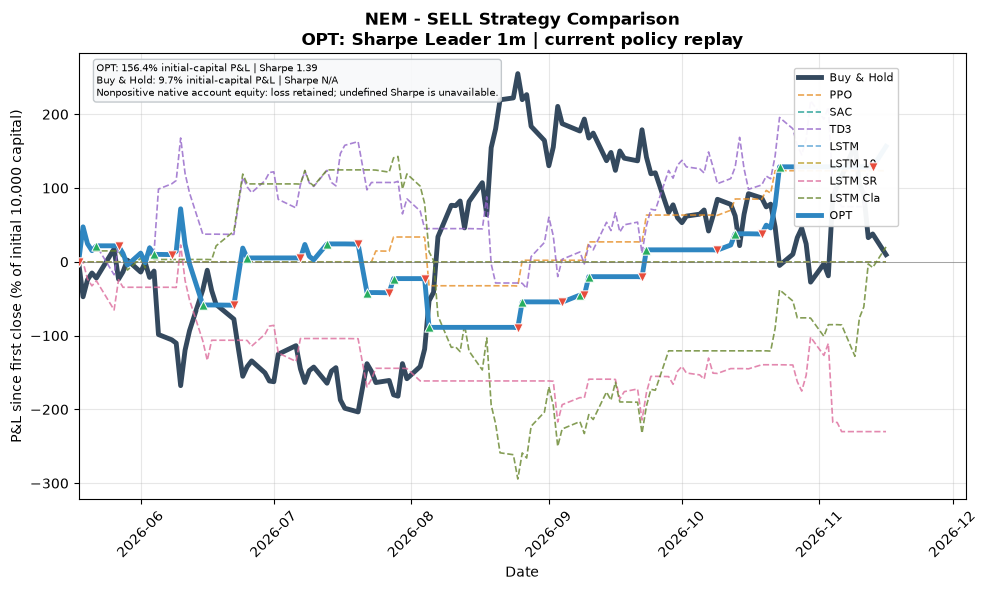 NEM - SELL Strategy Comparison
OPT: Sharpe Leader 1m | current policy replay
OPT: 156.4% initial-capital P&L | Sharpe 1.39
Buy & Hold: 9.7% initial-capital P&L | Sharpe N/A
Nonpositive native account equity: loss retained; undefined Sharpe is unavailable.
Buy & Hold
PPO
SAC
TD3
LSTM
LSTM 10
LSTM SR
LSTM Cla
OPT
P&L since first close (% of initial 10,000 capital)
200
100
0
−100
−200
−300
2026-06
2026-07
2026-08
2026-09
2026-10
2026-11
2026-12
Date